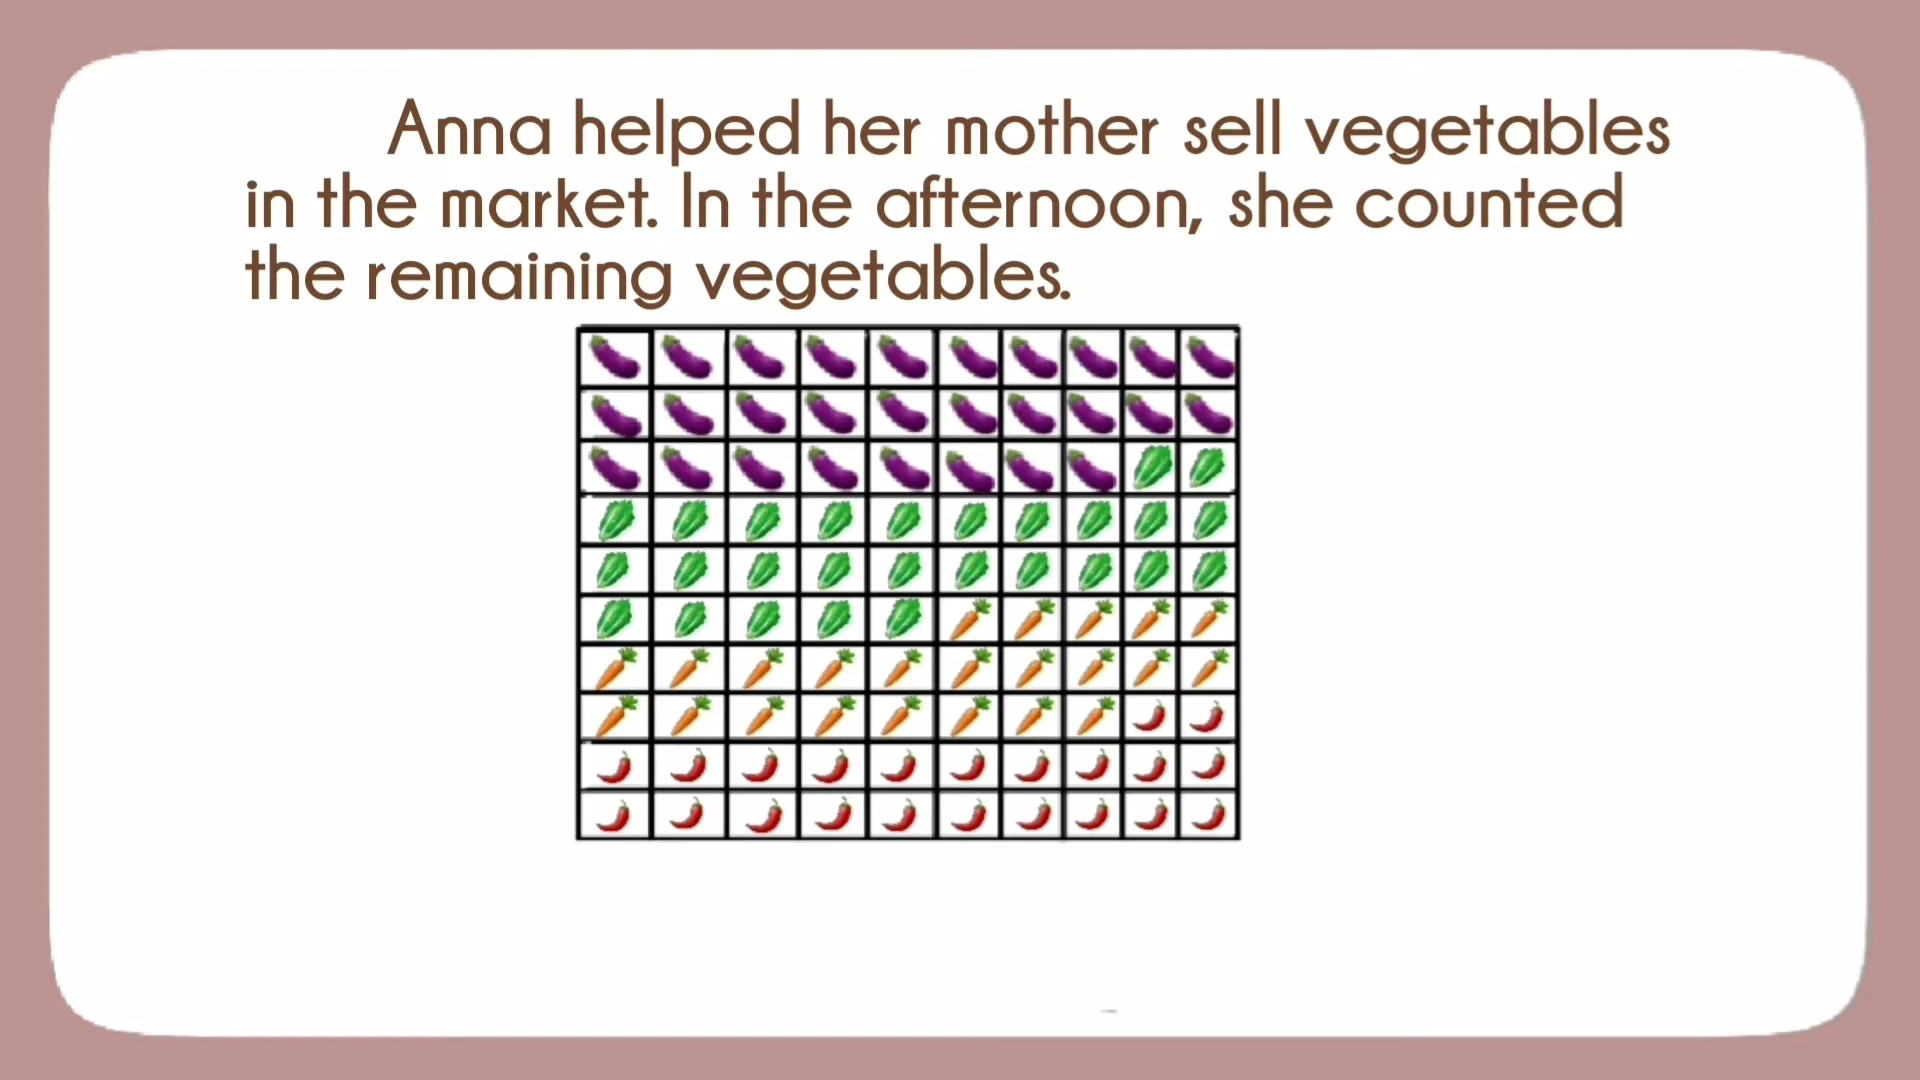 Anna helped her mother sell vegetables
in the market. In the afternoon, she counted
the remaining vegetables.